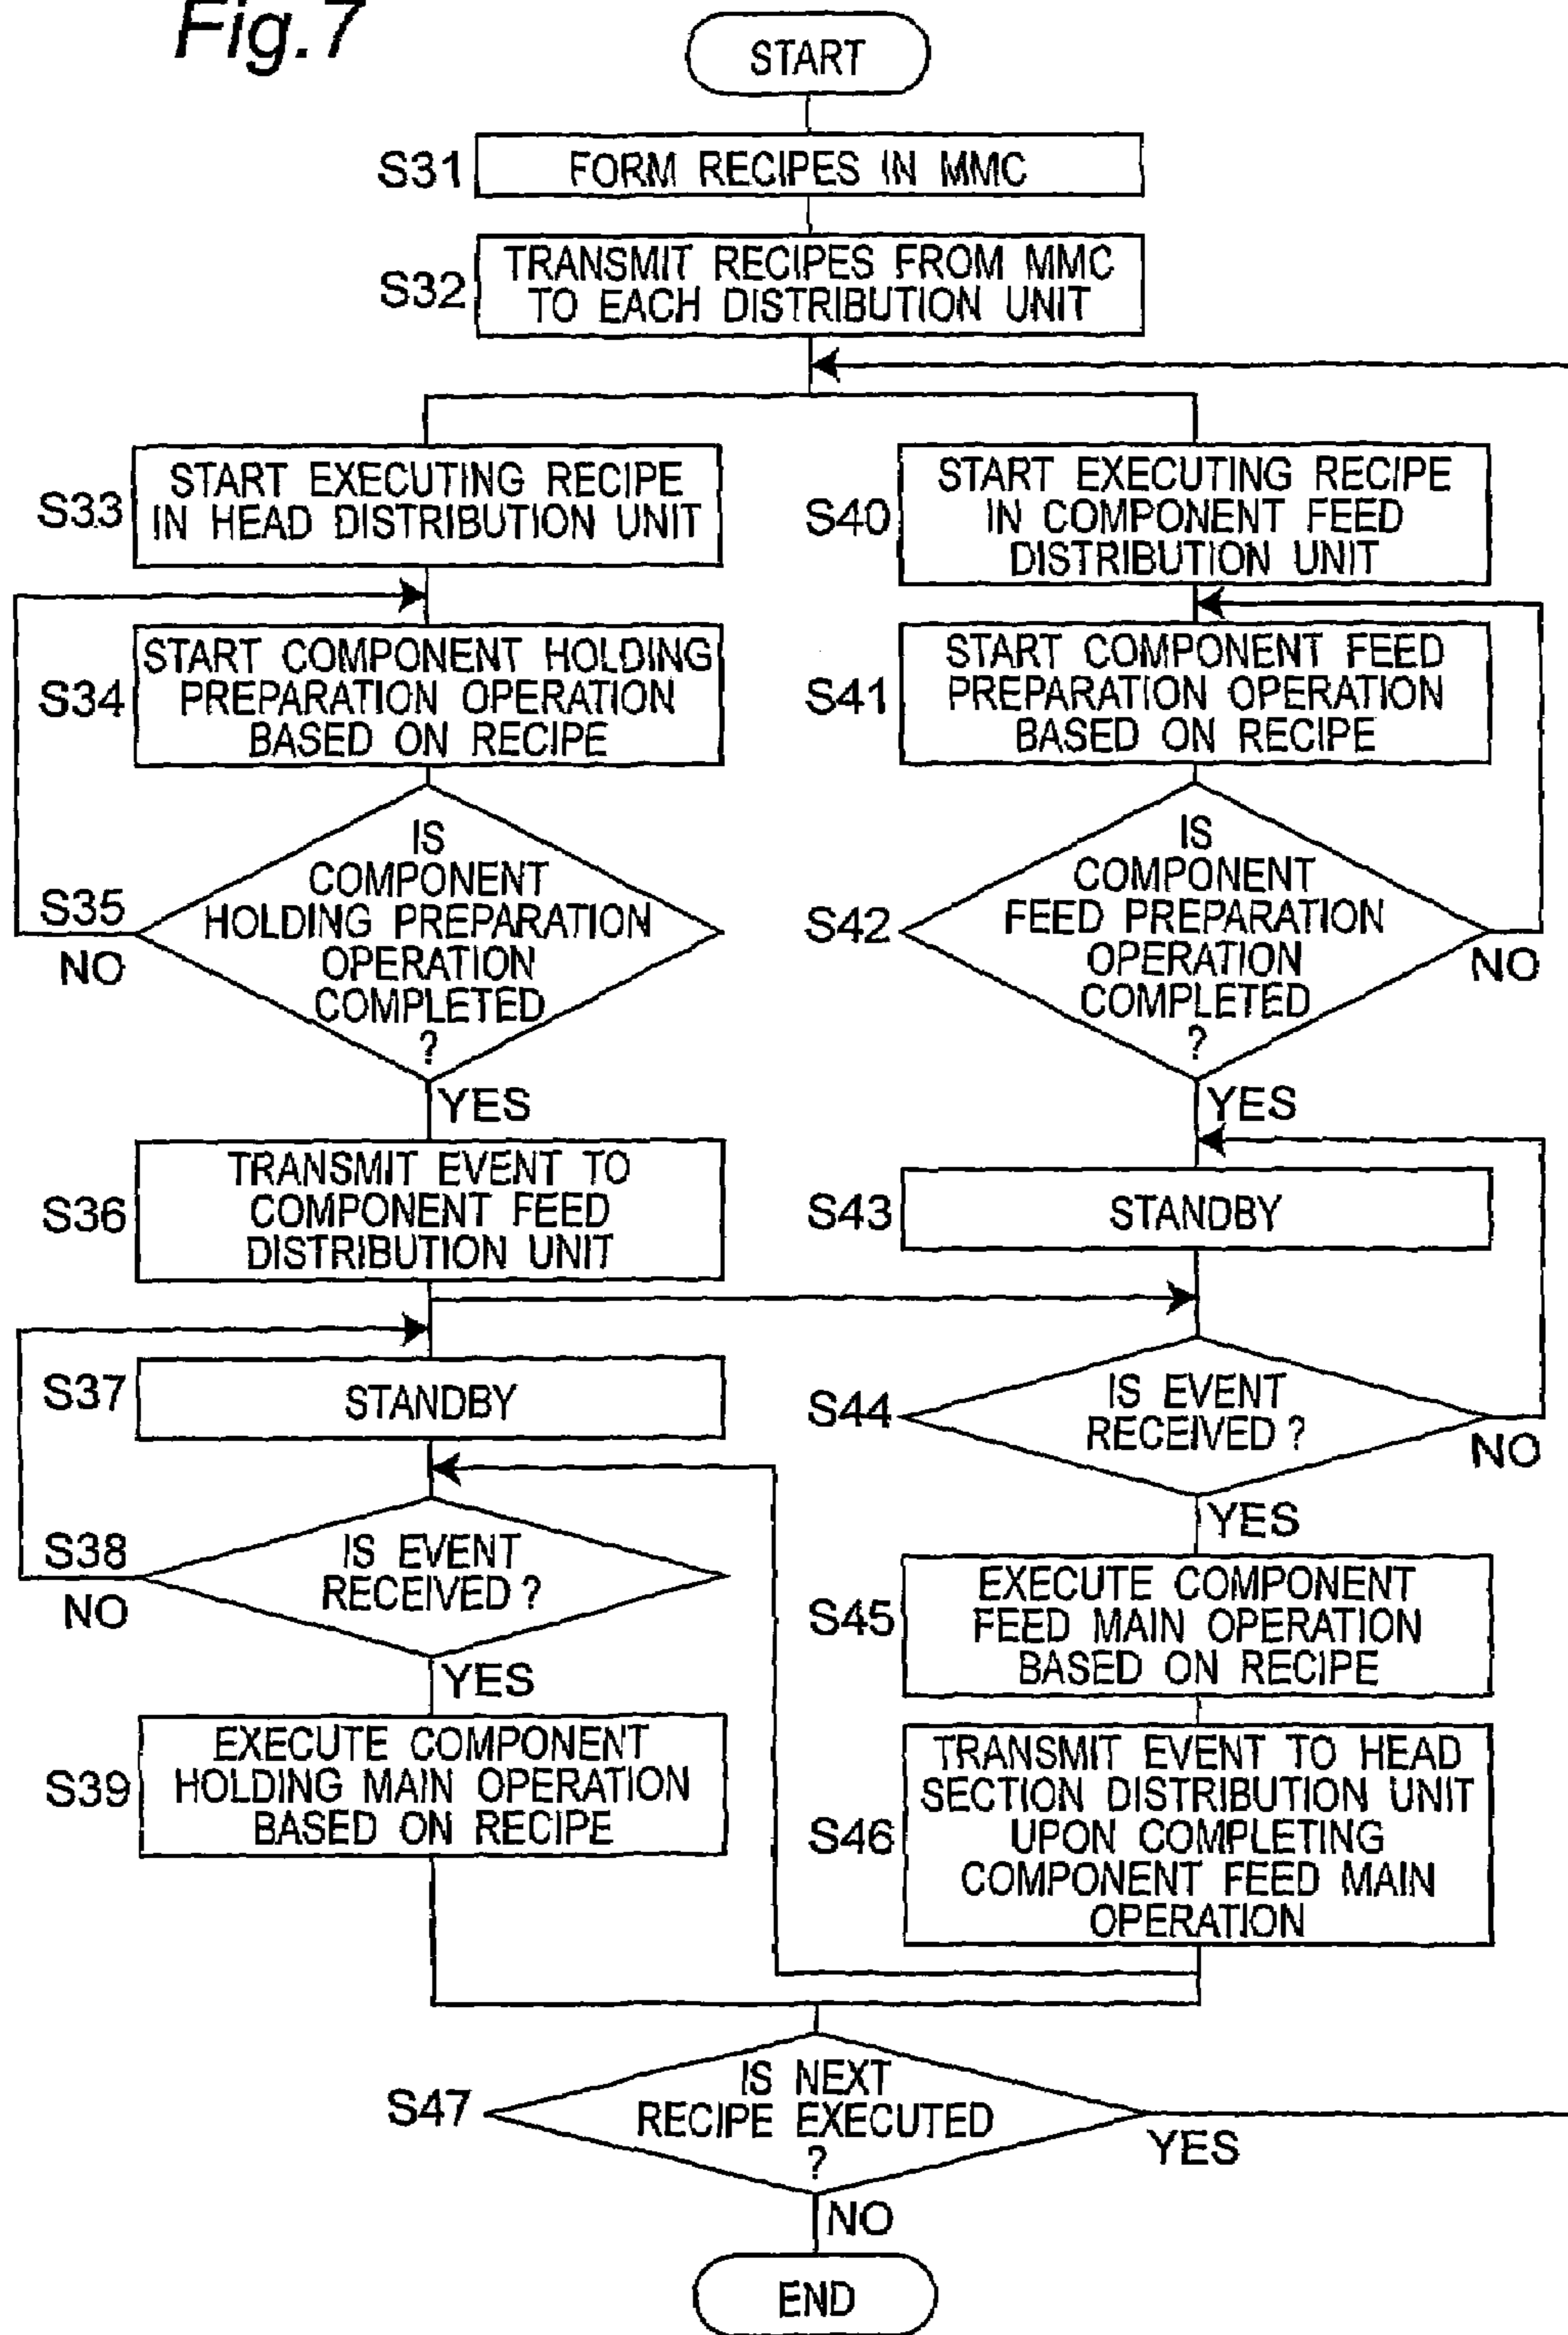 Fig.7
START
S31
FORM RECIPES IN MMC
S32
TRANSMIT RECIPES FROM MMC
TO EACH DISTRIBUTION UNIT
S33
START EXECUTING RECIPE
IN HEAD DISTRIBUTION UNIT
S34
START COMPONENT HOLDING
PREPARATION OPERATION
BASED ON RECIPE
S35
NO
IS
COMPONENT
HOLDING PREPARATION
OPERATION
COMPLETED
?
YES
S36
TRANSMIT EVENT TO
COMPONENT FEED
DISTRIBUTION UNIT
S37
STANDBY
S38
NO
IS EVENT
RECEIVED ?
YES
S39
EXECUTE COMPONENT
HOLDING MAIN OPERATION
BASED ON RECIPE
S40
START EXECUTING RECIPE
IN COMPONENT FEED
DISTRIBUTION UNIT
S41
START COMPONENT FEED
PREPARATION OPERATION
BASED ON RECIPE
S42
IS
COMPONENT
FEED PREPARATION
OPERATION
COMPLETED
?
NO
YES
S43
STANDBY
S44
IS EVENT
RECEIVED ?
NO
YES
S45
EXECUTE COMPONENT
FEED MAIN OPERATION
BASED ON RECIPE
S46
TRANSMIT EVENT TO HEAD
SECTION DISTRIBUTION UNIT
UPON COMPLETING
COMPONENT FEED MAIN
OPERATION
S47
IS NEXT
RECIPE EXECUTED
?
YES
NO
END